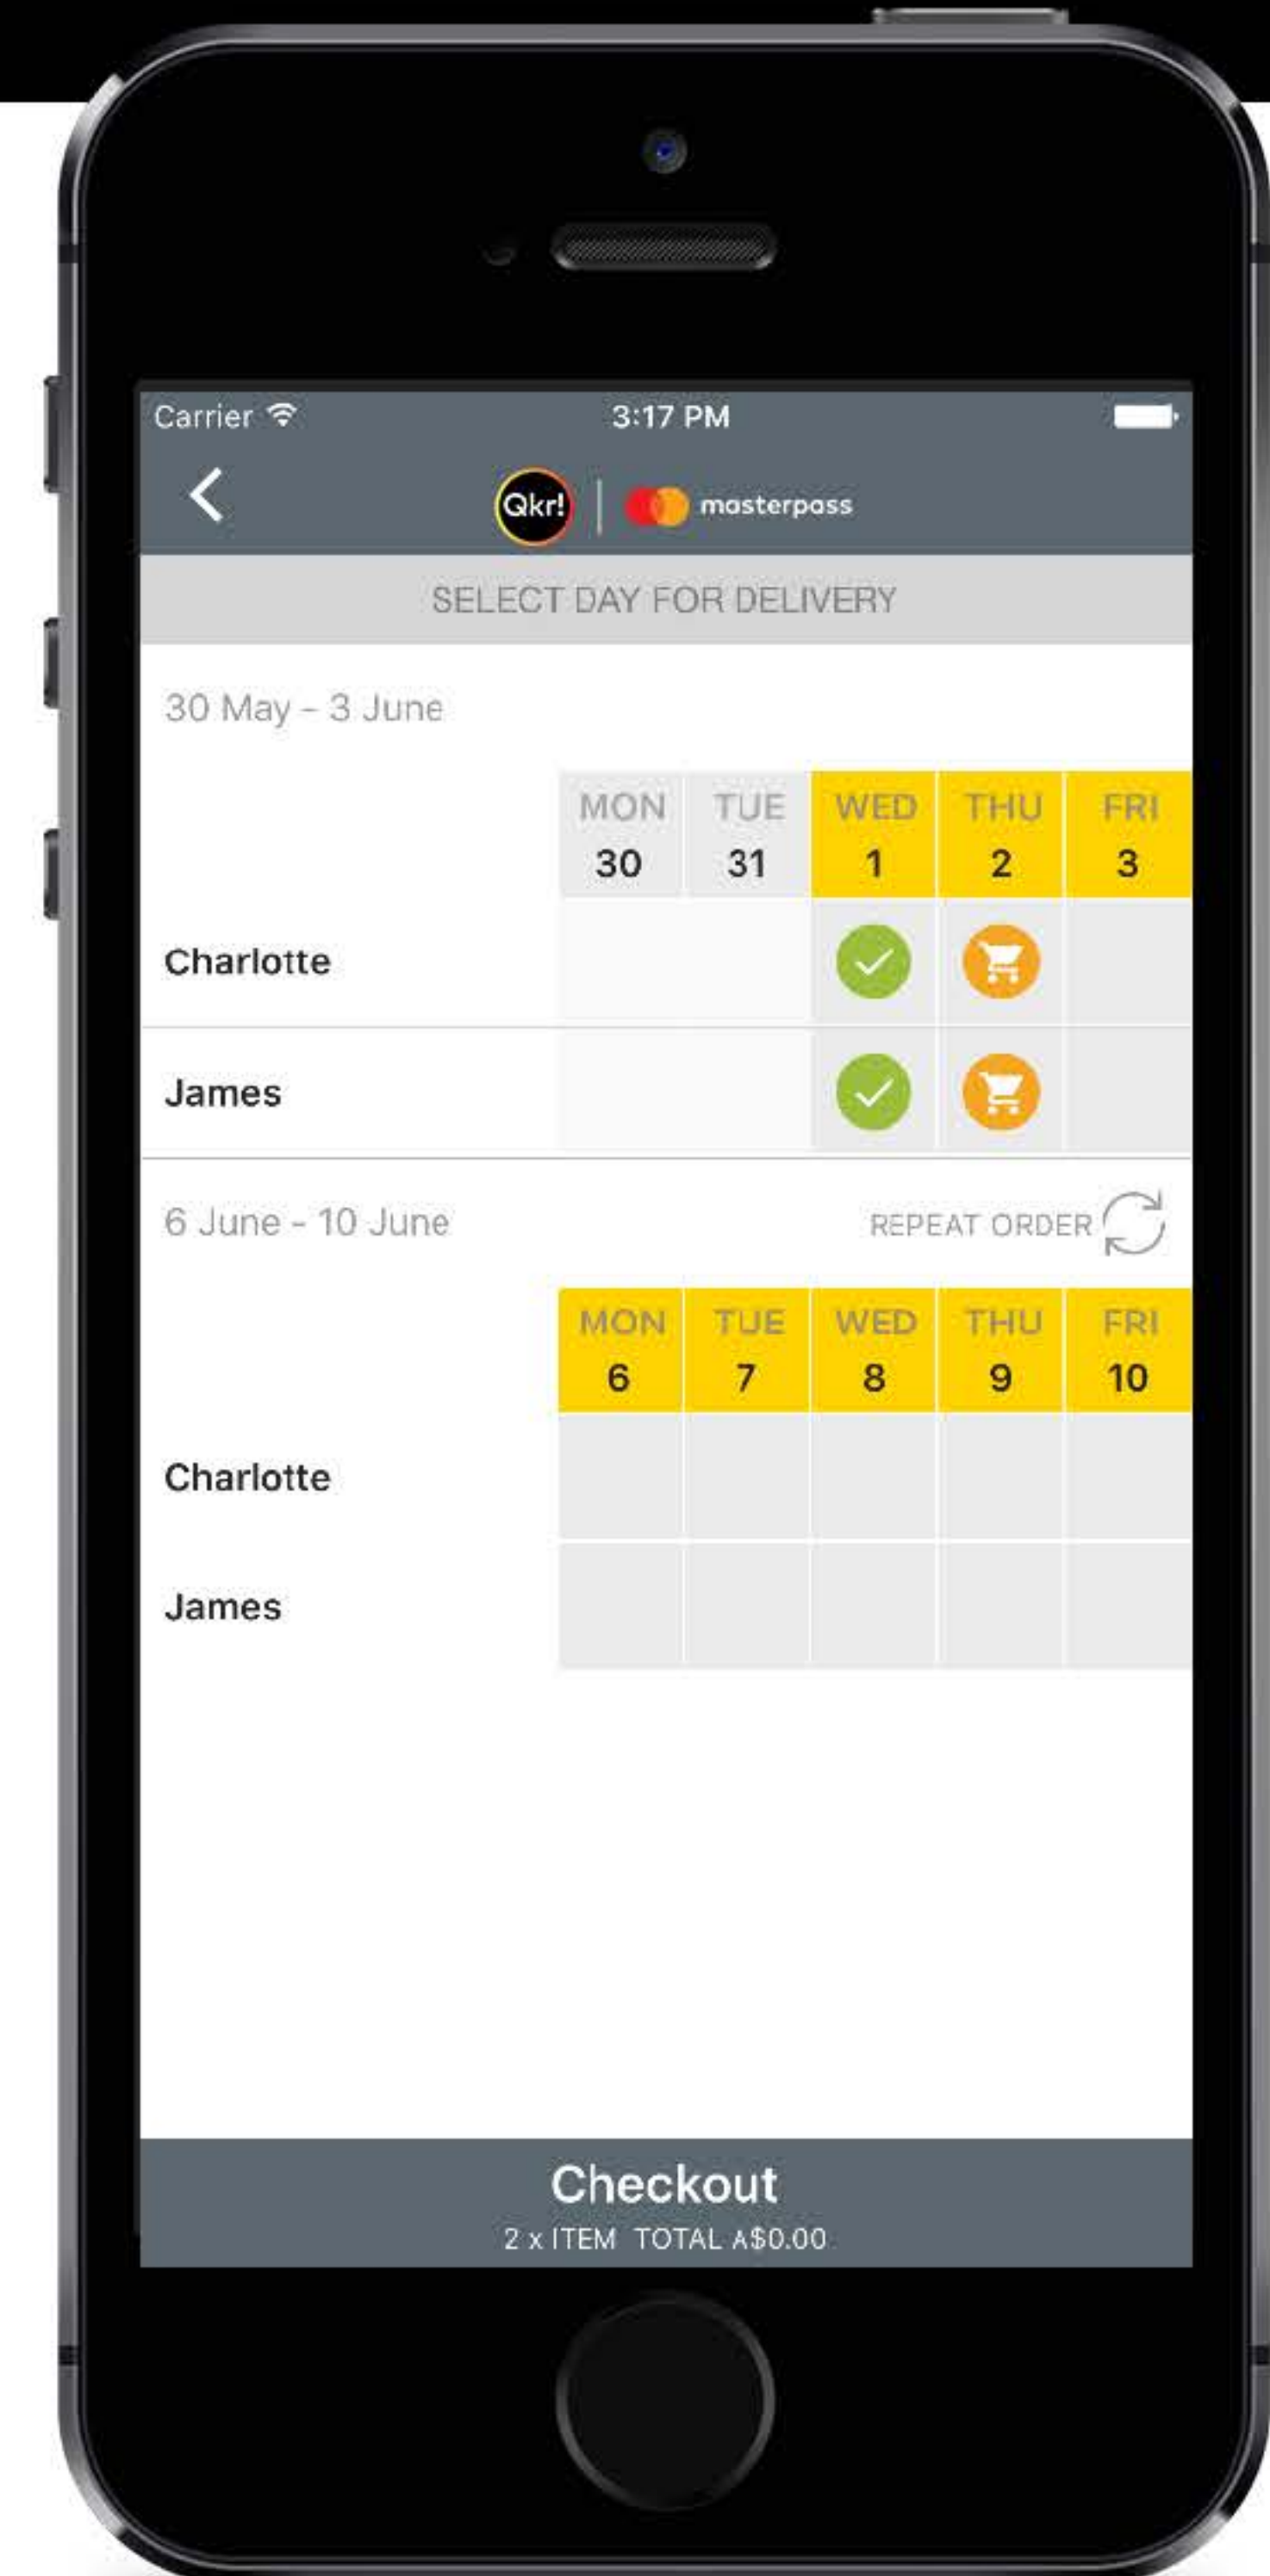 Carrier 3:17 PM
Qkr! masterpass
SELECT DAY FOR DELIVERY
30 May – 3 June
MON TUE WED THU FRI
30 31 1 2 3
Charlotte
James
6 June - 10 June REPEAT ORDER
MON TUE WED THU FRI
6 7 8 9 10
Charlotte
James
Checkout
2 x ITEM TOTAL A$0.00